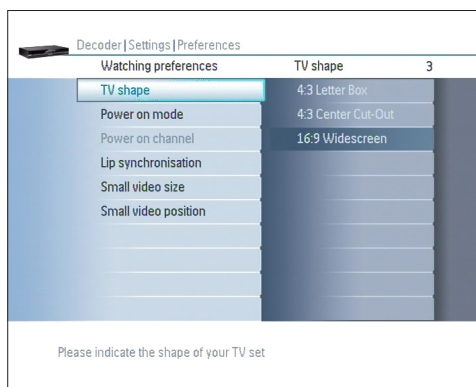 Decoder | Settings | Preferences
Watching preferences TV shape 3
TV shape 4:3 Letter Box
Power on mode 4:3 Center Cut-Out
Power on channel 16:9 Widescreen
Lip synchronisation
Small video size
Small video position
Please indicate the shape of your TV set